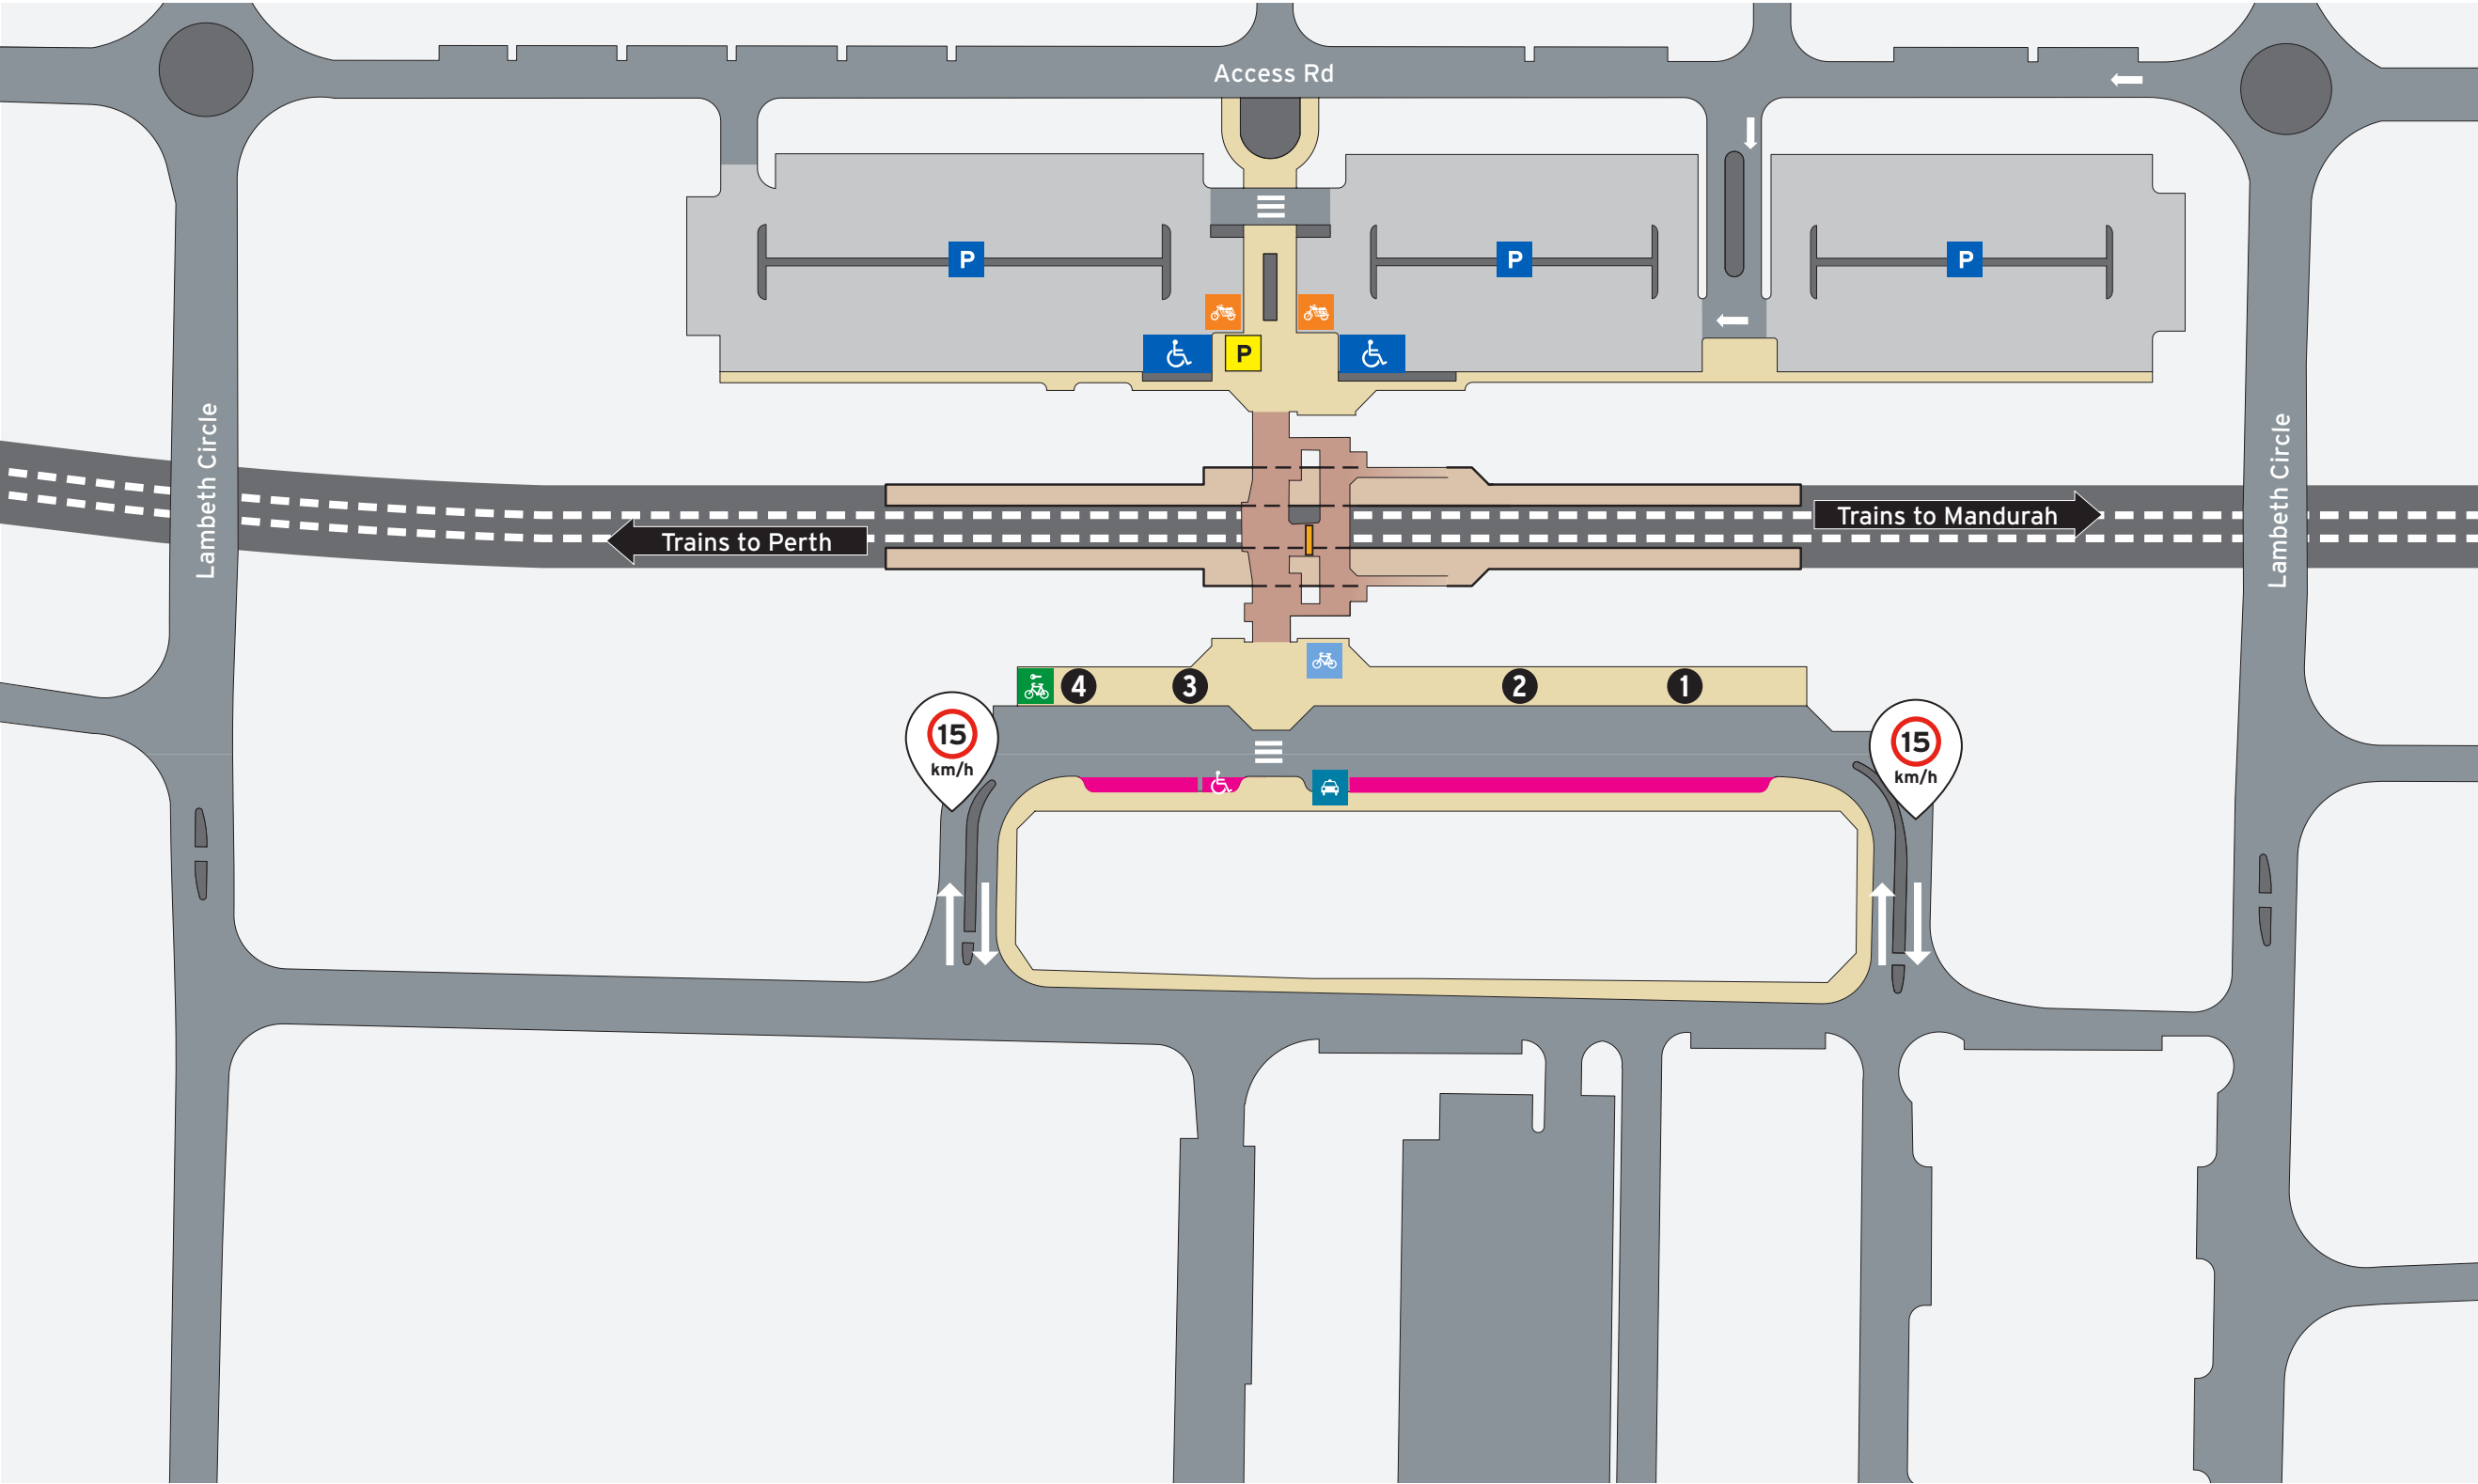 Access Rd
P
P
P
P
Lambeth Circle
Lambeth Circle
Trains to Mandurah
Trains to Perth
4
3
2
1
15
km/h
15
km/h